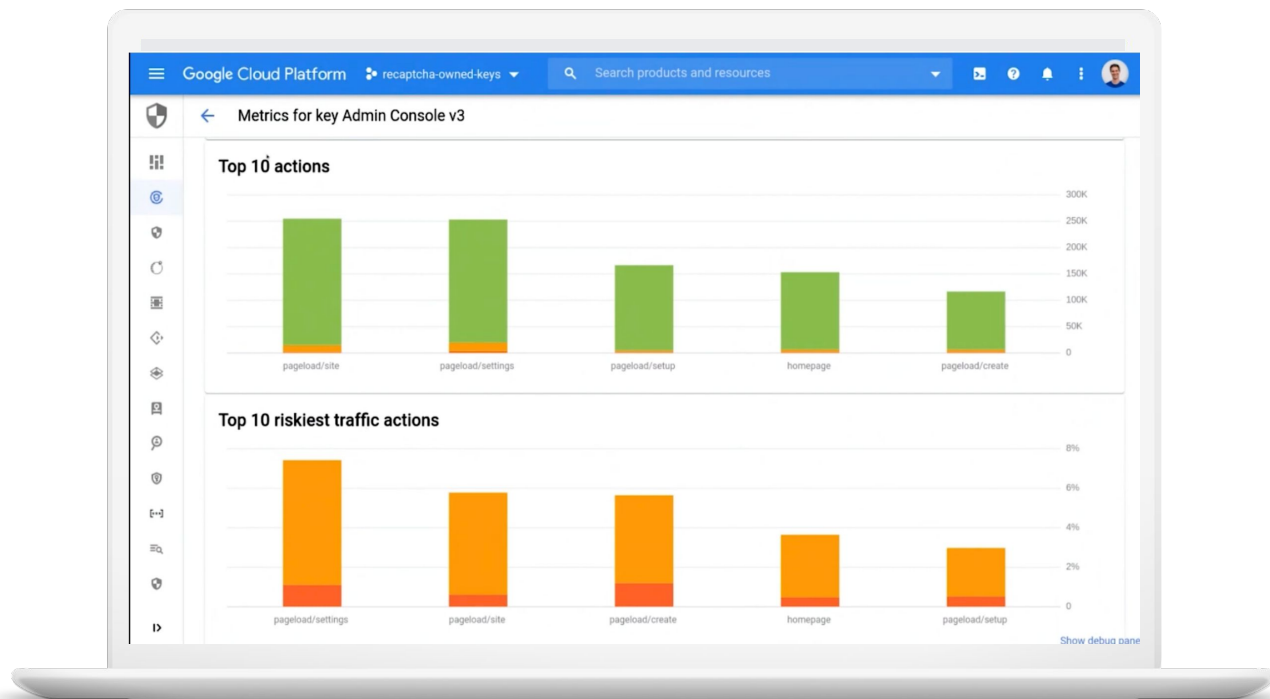 Google Cloud Platform recaptcha-owned-keys Search products and resources
Metrics for key Admin Console v3
Top 10 actions
300K
250K
200K
150K
100K
50K
0
pageload/site pageload/settings pageload/setup homepage pageload/create
Top 10 riskiest traffic actions
8%
6%
4%
2%
0
pageload/settings pageload/site pageload/create homepage pageload/setup
Show debug pane